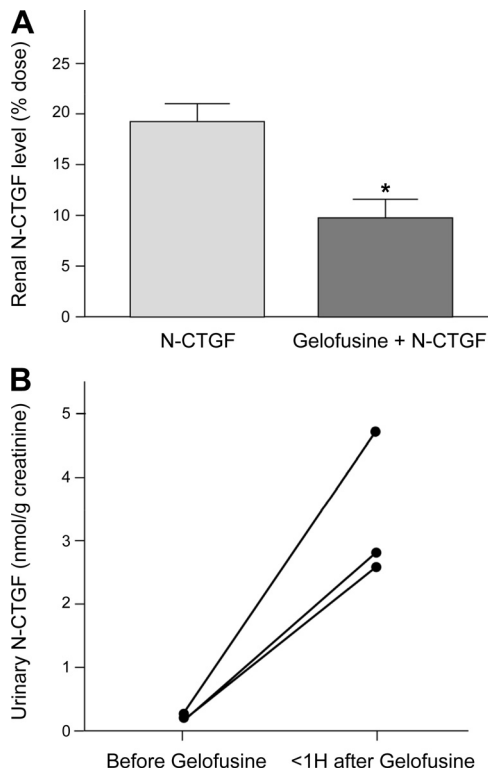 A
Renal N-CTGF level (% dose)
25
20
15
10
5
0
*
N-CTGF
Gelofusine + N-CTGF
B
Urinary N-CTGF (nmol/g creatinine)
5
4
3
2
1
0
Before Gelofusine
<1H after Gelofusine